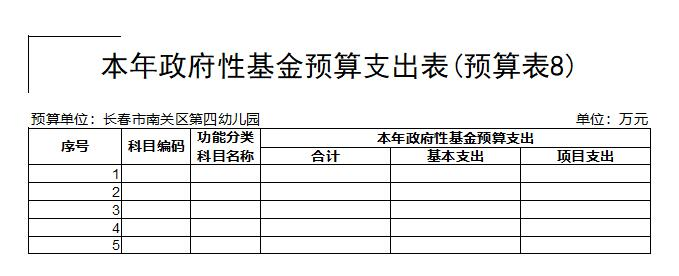 本年政府性基金预算支出表(预算表8)
预算单位：长春市南关区第四幼儿园 单位：万元
序号 科目编码 功能分类科目名称 本年政府性基金预算支出
合计 基本支出 项目支出
1
2
3
4
5